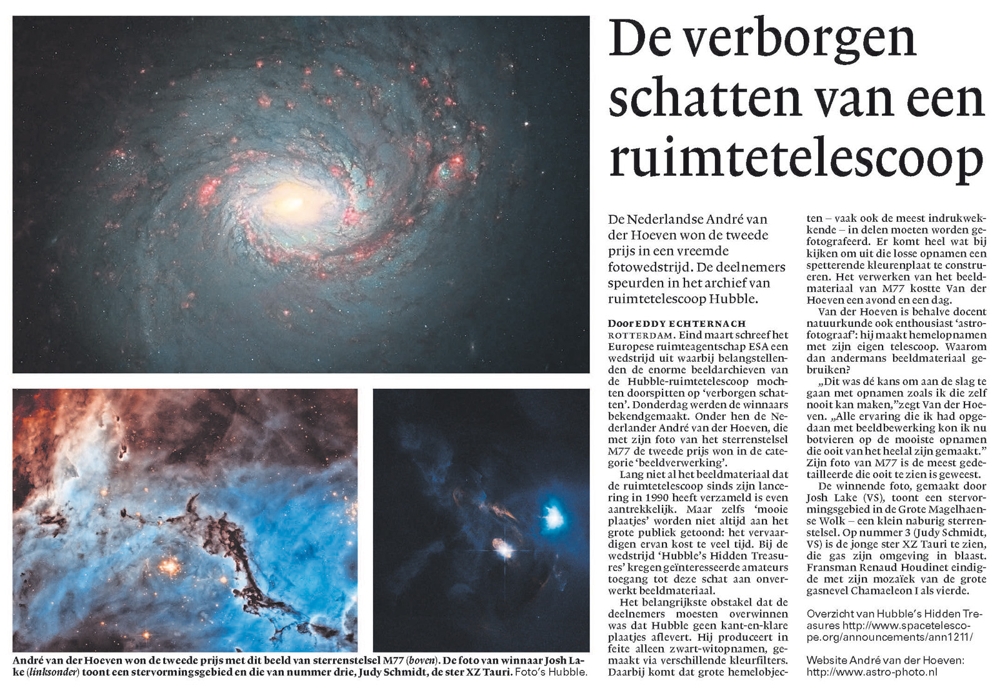 De verborgen
schatten van een
ruimtetelescoop
De Nederlandse André van
der Hoeven won de tweede
prijs in een vreemde
fotowedstrijd. De deelnemers
speurden in het archief van
ruimtetelescoop Hubble.
Door EDDY ECHTERNACH
ROTTERDAM. Eind maart schreef het
Europese ruimteagentschap ESA een
wedstrijd uit waarbij belangstellen-
den de enorme beeldarchieven van
de Hubble-ruimtetelescoop moch-
ten doorspitten op ‘verborgen schat-
ten’. Donderdag werden de winnaars
bekendgemaakt. Onder hen de Ne-
derlander André van der Hoeven, die
met zijn foto van het sterrenstelsel
M77 de tweede prijs won in de cate-
gorie ‘beeldverwerking’.
Lang niet al het beeldmateriaal dat
de ruimtetelescoop sinds zijn lance-
ring in 1990 heeft verzameld is even
aantrekkelijk. Maar zelfs ‘mooie
plaatjes’ worden niet altijd aan het
grote publiek getoond: het vervaar-
digen ervan kost te veel tijd. Bij de
wedstrijd ‘Hubble’s Hidden Treasu-
res’ kregen geïnteresseerde amateurs
toegang tot deze schat aan onver-
werkt beeldmateriaal.
Het belangrijkste obstakel dat de
deelnemers moesten overwinnen
was dat Hubble geen kant-en-klare
plaatjes aflevert. Hij produceert in
feite alleen zwart-witopnamen, ge-
maakt via verschillende kleurfilters.
Daarbij komt dat grote hemelobjec-
ten – vaak ook de meest indrukwek-
kende – in delen moeten worden ge-
fotografeerd. Er komt heel wat bij
kijken om uit die losse opnamen een
spetterende kleurenplaat te constru-
eren. Het verwerken van het beeld-
materiaal van M77 kostte Van der
Hoeven een avond en een dag.
Van der Hoeven is behalve docent
natuurkunde ook enthousiast ‘astro-
fotograaf’: hij maakt hemelopnamen
met zijn eigen telescoop. Waarom
dan andermans beeldmateriaal ge-
bruiken?
„Dit was dé kans om aan de slag te
gaan met opnamen zoals ik die zelf
nooit kan maken,”zegt Van der Hoe-
ven. „Alle ervaring die ik had opge-
daan met beeldbewerking kon ik nu
botvieren op de mooiste opnamen
die ooit van het heelal zijn gemaakt.”
Zijn foto van M77 is de meest gede-
tailleerde die ooit te zien is geweest.
De winnende foto, gemaakt door
Josh Lake (VS), toont een stervor-
mingsgebied in de Grote Magelhaen-
se Wolk – een klein naburig sterren-
stelsel. Op nummer 3 (Judy Schmidt,
VS) is de jonge ster XZ Tauri te zien,
die gas zijn omgeving in blaast.
Fransman Renaud Houdinet eindig-
de met zijn mozaïek van de grote
gasnevel Chamaeleon I als vierde.
Overzicht van Hubble’s Hidden Tre-
asures http://www.spacetelesco-
pe.org/announcements/ann1211/
Website André van der Hoeven:
http://www.astro-photo.nl
André van der Hoeven won de tweede prijs met dit beeld van sterrenstelsel M77 (boven). De foto van winnaar Josh La-
ke (linksonder) toont een stervormingsgebied en die van nummer drie, Judy Schmidt, de ster XZ Tauri. Foto’s Hubble.